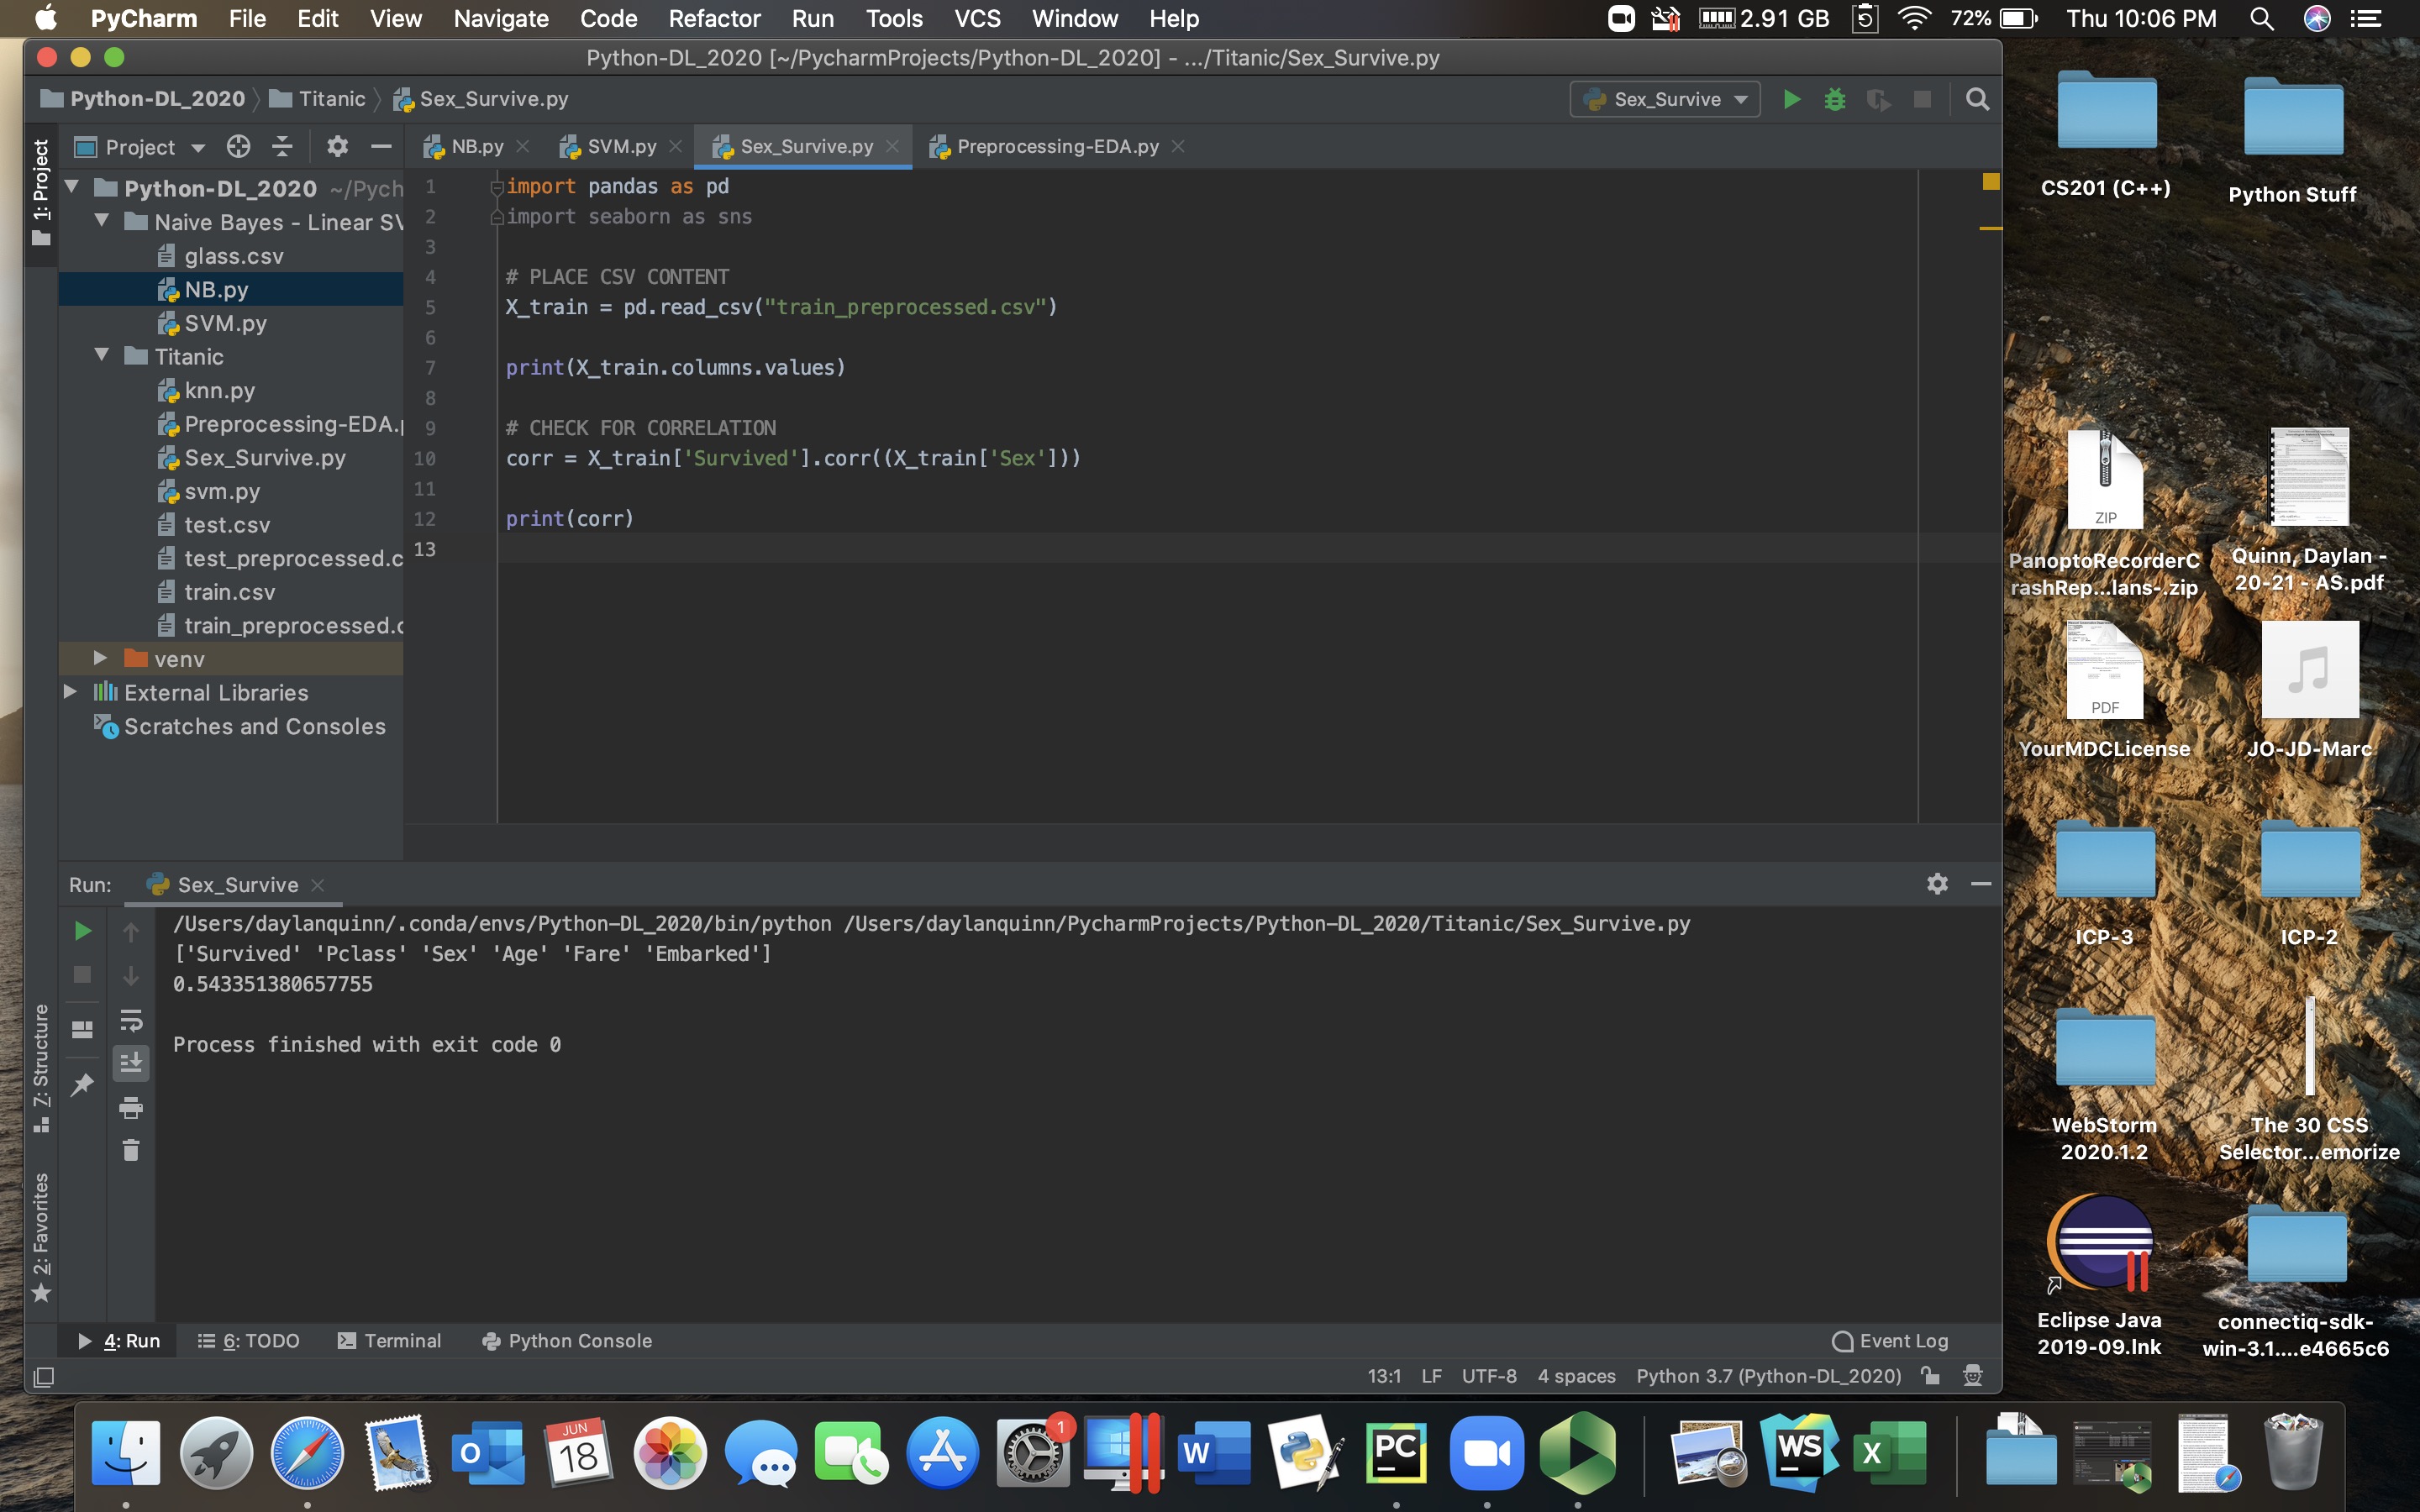 PyCharm File Edit View Navigate Code Refactor Run Tools VCS Window Help 2.91 GB 72% Thu 10:06 PM
Python-DL_2020 [~/PycharmProjects/Python-DL_2020] - .../Titanic/Sex_Survive.py
Python-DL_2020 Titanic Sex_Survive.py Sex_Survive
1: Project
Project
NB.py SVM.py Sex_Survive.py Preprocessing-EDA.py
Python-DL_2020 ~/Pych
Naive Bayes - Linear SV
glass.csv
NB.py
SVM.py
Titanic
knn.py
Preprocessing-EDA.p
Sex_Survive.py
svm.py
test.csv
test_preprocessed.c
train.csv
train_preprocessed.c
venv
External Libraries
Scratches and Consoles
1 import pandas as pd
2 import seaborn as sns
3
4 # PLACE CSV CONTENT
5 X_train = pd.read_csv("train_preprocessed.csv")
6
7 print(X_train.columns.values)
8
9 # CHECK FOR CORRELATION
10 corr = X_train['Survived'].corr((X_train['Sex']))
11
12 print(corr)
13
Run: Sex_Survive
/Users/daylanquinn/.conda/envs/Python-DL_2020/bin/python /Users/daylanquinn/PycharmProjects/Python-DL_2020/Titanic/Sex_Survive.py
['Survived' 'Pclass' 'Sex' 'Age' 'Fare' 'Embarked']
0.543351380657755
Process finished with exit code 0
7: Structure
2: Favorites
4: Run 6: TODO Terminal Python Console Event Log
13:1 LF UTF-8 4 spaces Python 3.7 (Python-DL_2020)
CS201 (C++)
Python Stuff
ZIP
PanoptoRecorderC
rashRep...lans-.zip
Quinn, Daylan -
20-21 - AS.pdf
PDF
YourMDCLicense
JO-JD-Marc
ICP-3
ICP-2
WebStorm
2020.1.2
The 30 CSS
Selector...emorize
Eclipse Java
2019-09.lnk
connectiq-sdk-
win-3.1....e4665c6
O
JUN
18
1
W
PC
WS
X